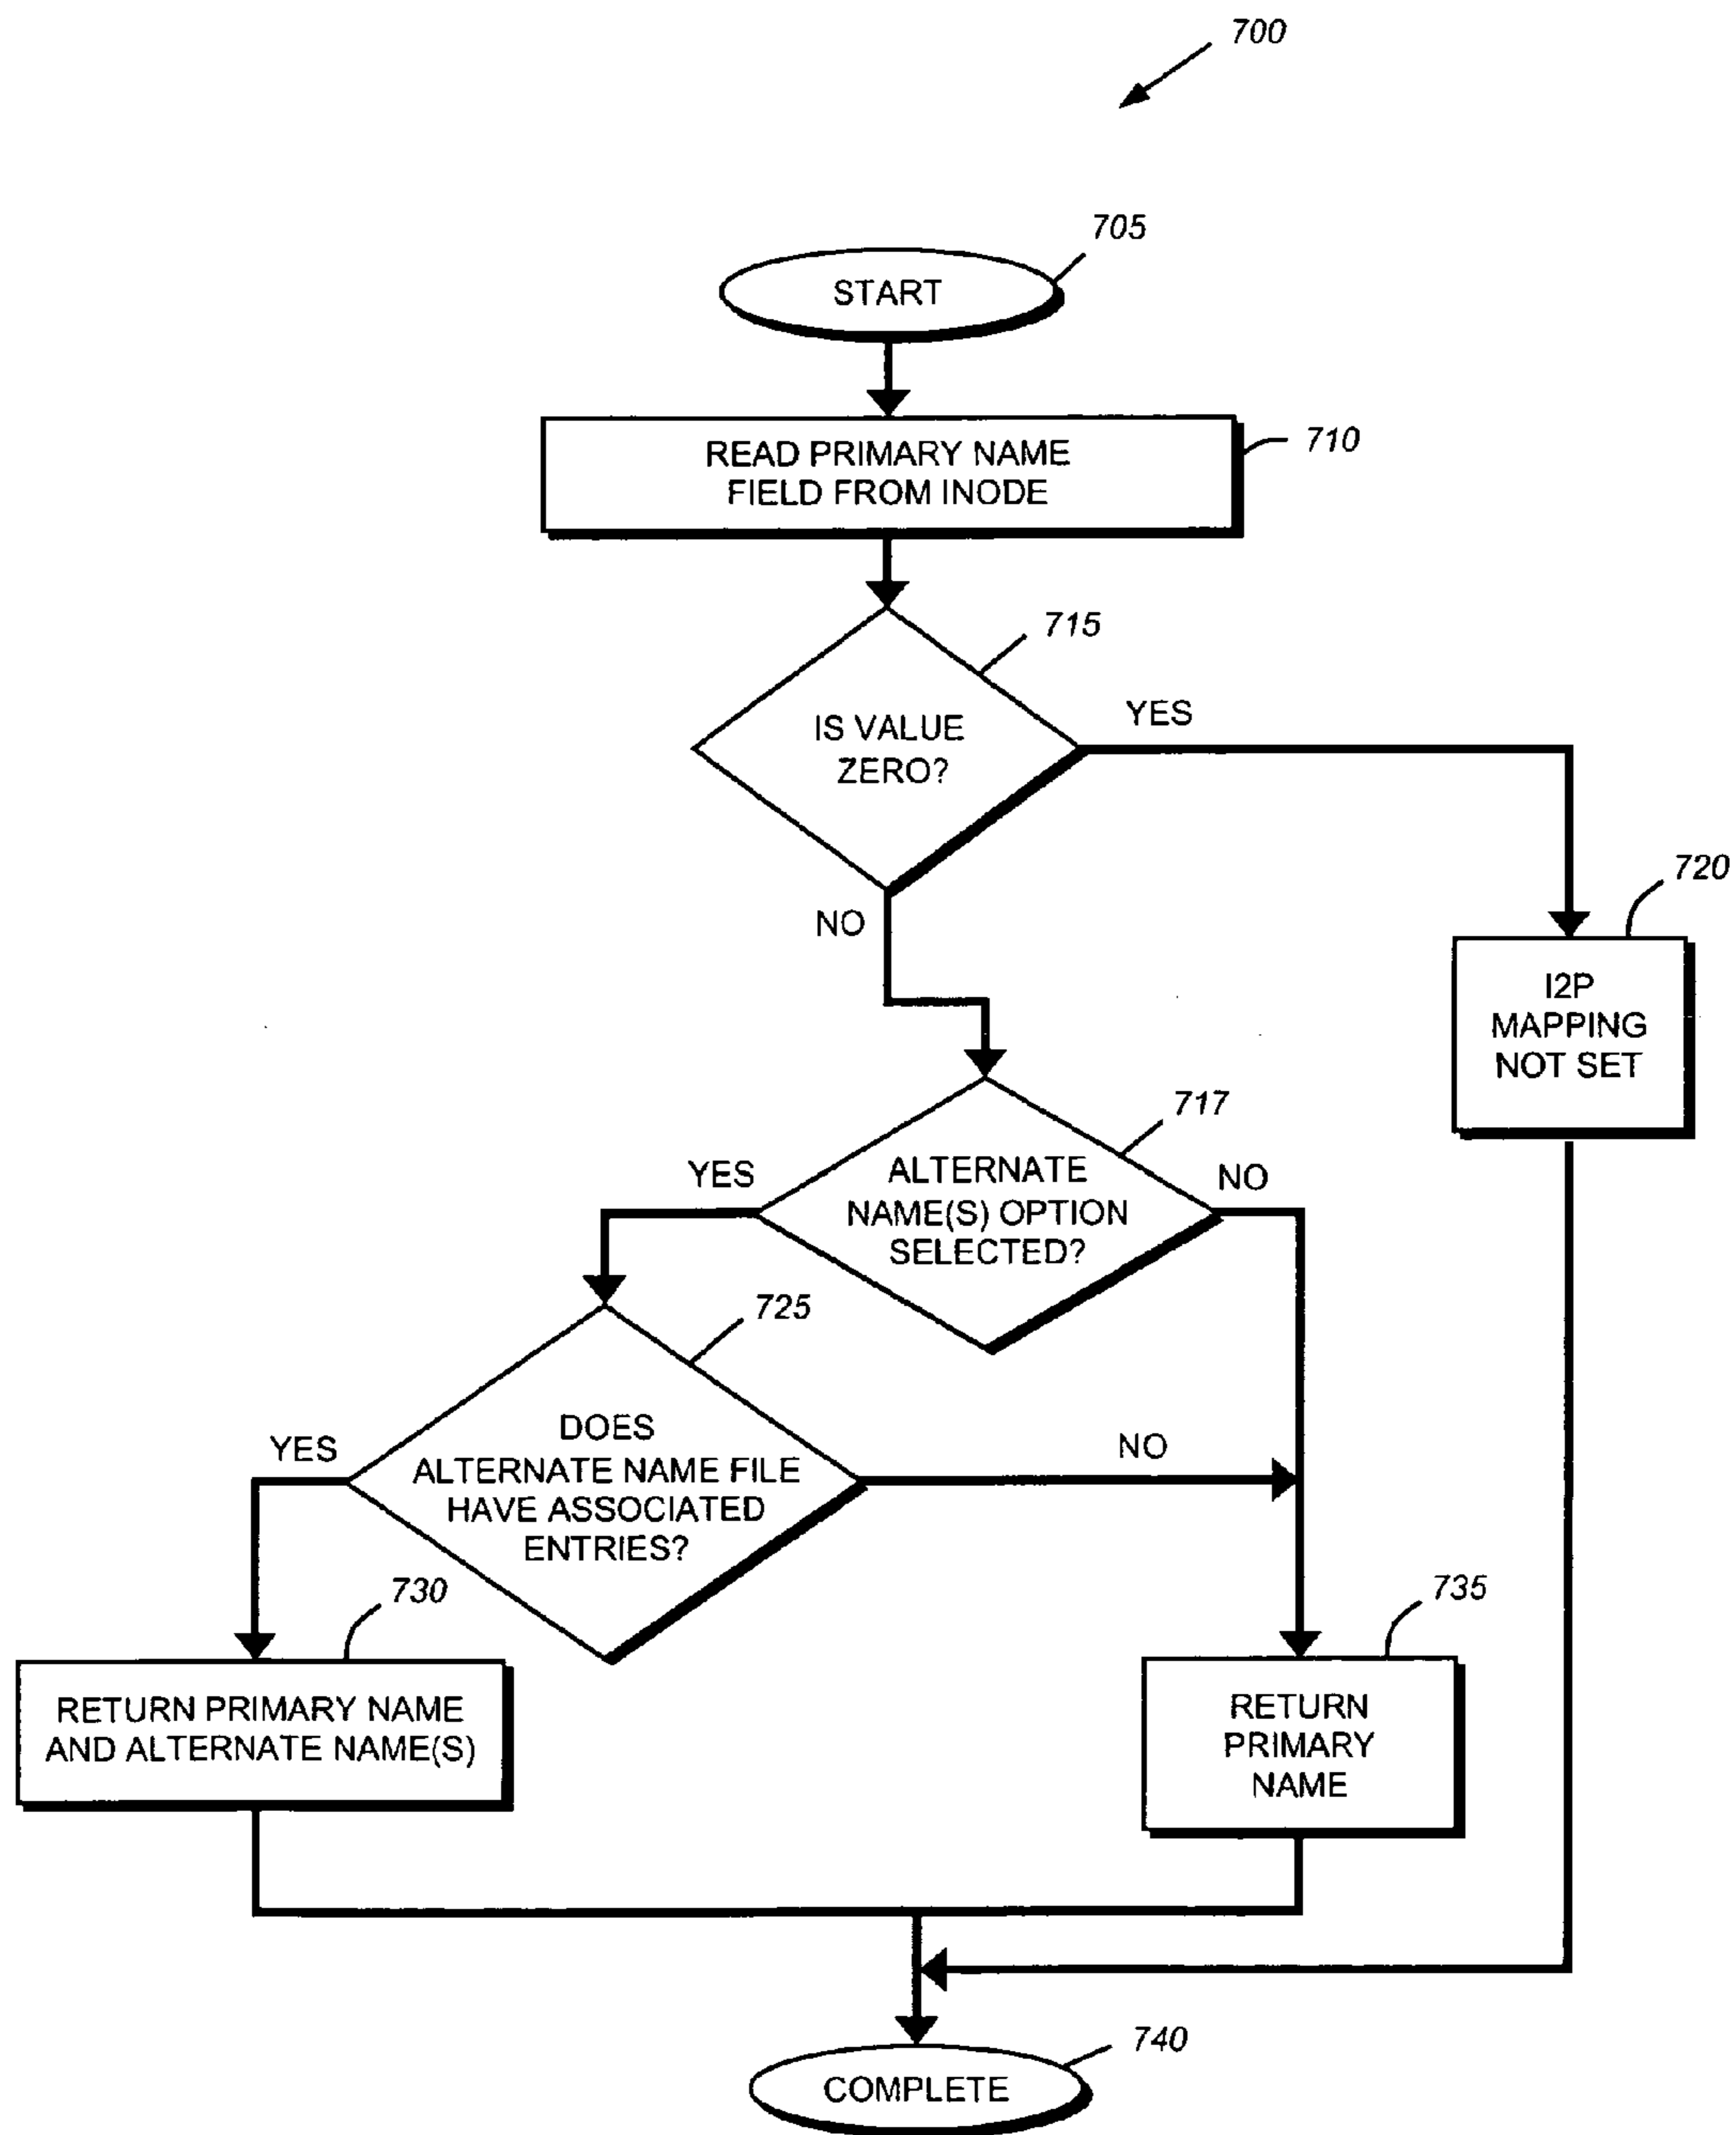 700
705
START
READ PRIMARY NAME
FIELD FROM INODE
710
715
IS VALUE
ZERO?
YES
NO
720
I2P
MAPPING
NOT SET
717
YES
ALTERNATE
NAME(S) OPTION
SELECTED?
NO
725
YES
DOES
ALTERNATE NAME FILE
HAVE ASSOCIATED
ENTRIES?
NO
730
RETURN PRIMARY NAME
AND ALTERNATE NAME(S)
735
RETURN
PRIMARY
NAME
740
COMPLETE